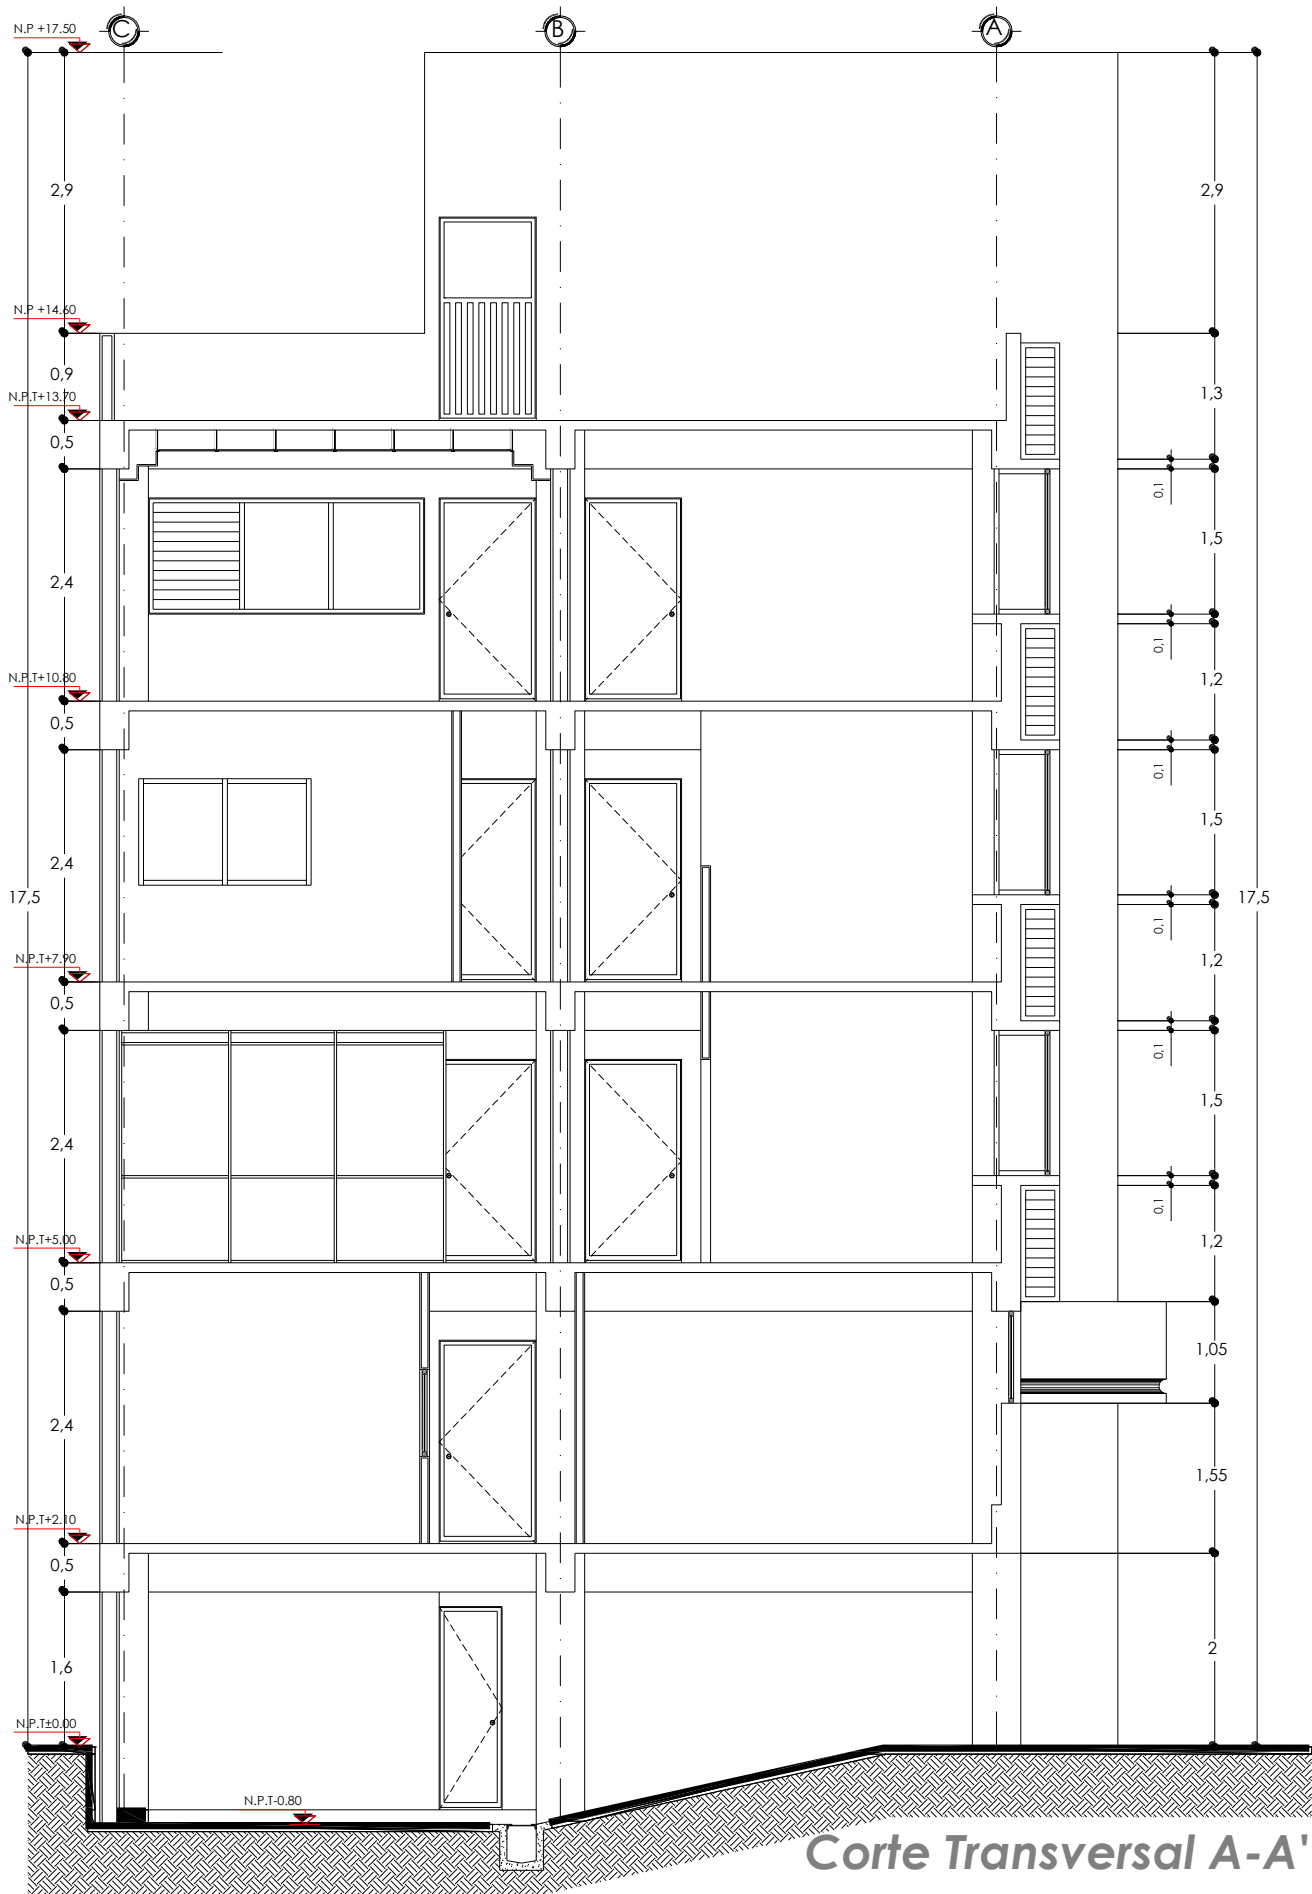 N.P +17.50
C
B
A
2,9
2,9
N.P +14.60
0,9
1,3
N.P.T+13.70
0,5
0,1
1,5
2,4
0,1
1,2
N.P.T+10.80
0,5
0,1
1,5
2,4
17,5
17,5
0,1
1,2
N.P.T+7.90
0,5
0,1
1,5
2,4
0,1
1,2
N.P.T+5.00
0,5
1,05
2,4
1,55
N.P.T+2.10
0,5
2
1,6
N.P.T±0.00
N.P.T-0.80
Corte Transversal A-A'